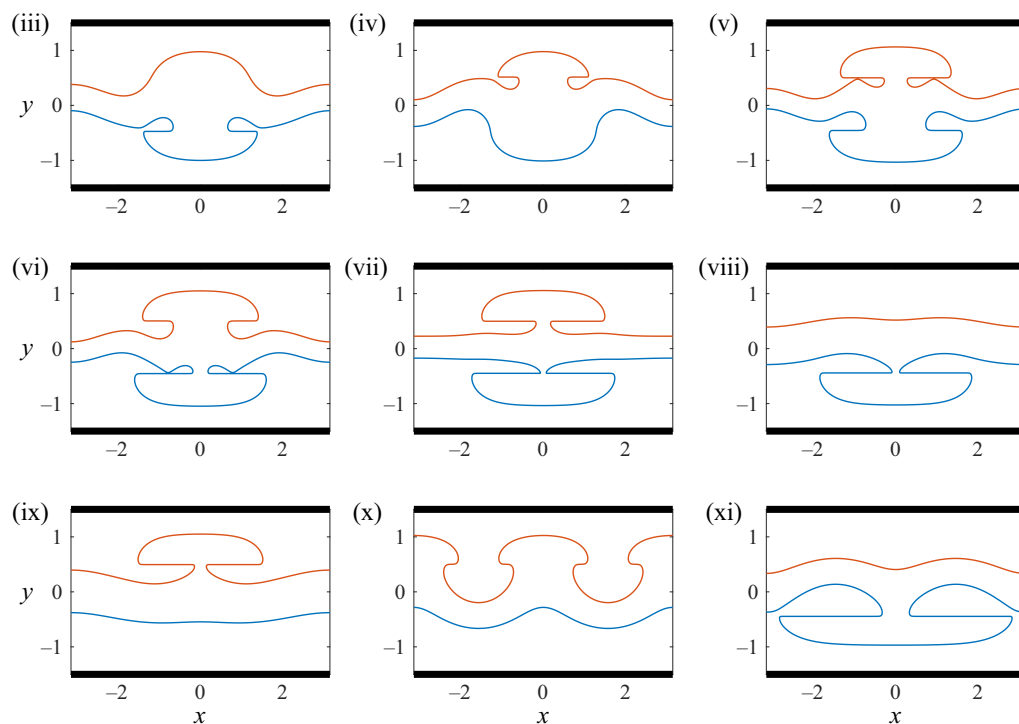 (iii) (iv) (v)
1 1 1
y 0 0 0
–1 –1 –1
–2 0 2 –2 0 2 –2 0 2
(vi) (vii) (viii)
1 1 1
y 0 0 0
–1 –1 –1
–2 0 2 –2 0 2 –2 0 2
(ix) (x) (xi)
1 1 1
y 0 0 0
–1 –1 –1
–2 0 2 –2 0 2 –2 0 2
x x x